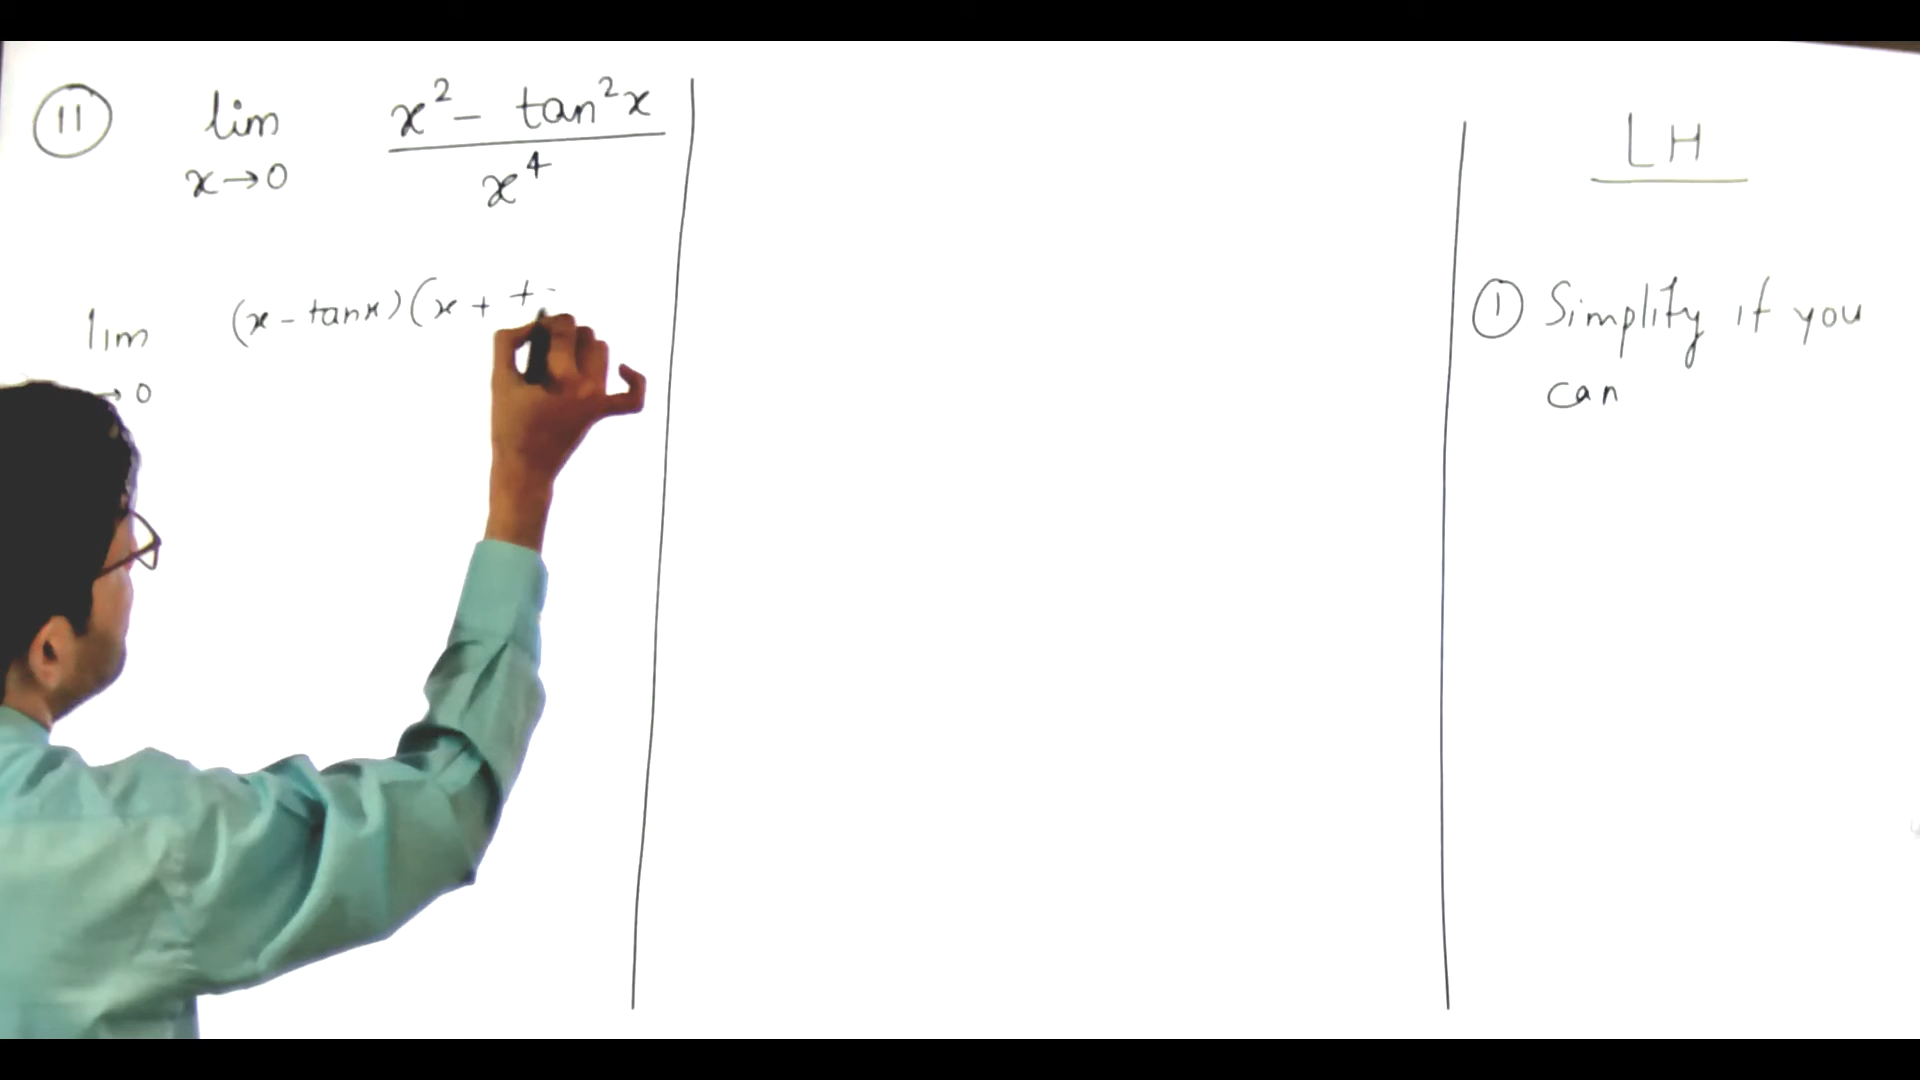 11 lim x→0 x² - tan²x / x⁴
lim →0 (x - tanx)(x + t
LH
① Simplify if you
can